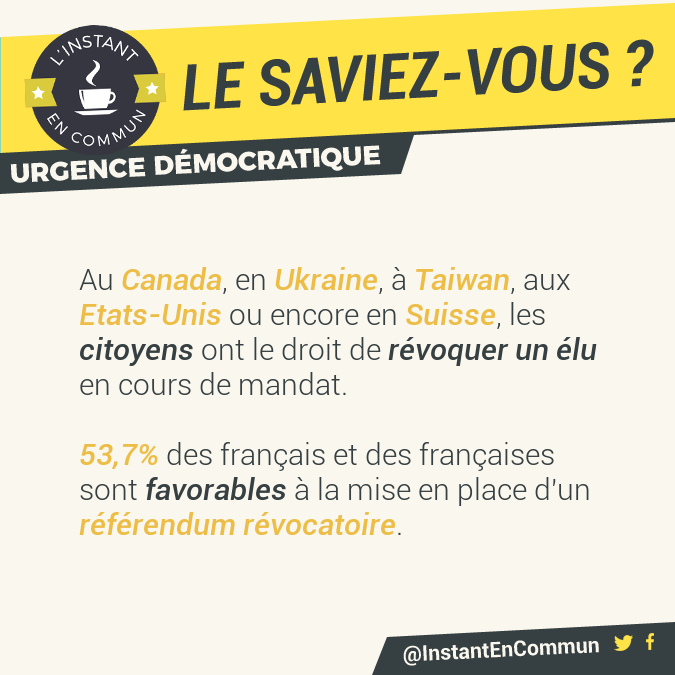 L'INSTANT
EN COMMUN
LE SAVIEZ-VOUS ?
URGENCE DÉMOCRATIQUE
Au Canada, en Ukraine, à Taiwan, aux
Etats-Unis ou encore en Suisse, les
citoyens ont le droit de révoquer un élu
en cours de mandat.
53,7% des français et des françaises
sont favorables à la mise en place d'un
référendum révocatoire.
@InstantEnCommun